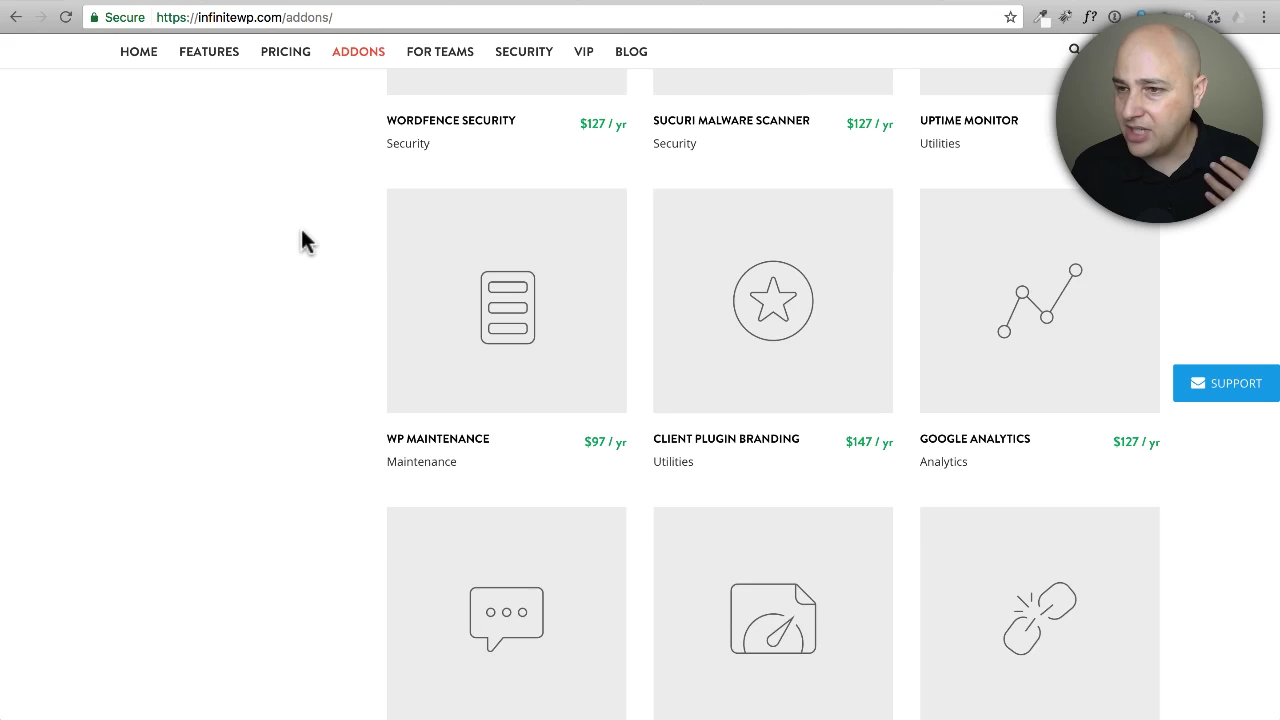 Secure
https://infinitewp.com/addons/
f?
HOME FEATURES PRICING ADDONS FOR TEAMS SECURITY VIP BLOG
WORDFENCE SECURITY $127 / yr
Security
SUCURI MALWARE SCANNER $127 / yr
Security
UPTIME MONITOR
Utilities
SUPPORT
WP MAINTENANCE $97 / yr
Maintenance
CLIENT PLUGIN BRANDING $147 / yr
Utilities
GOOGLE ANALYTICS $127 / yr
Analytics